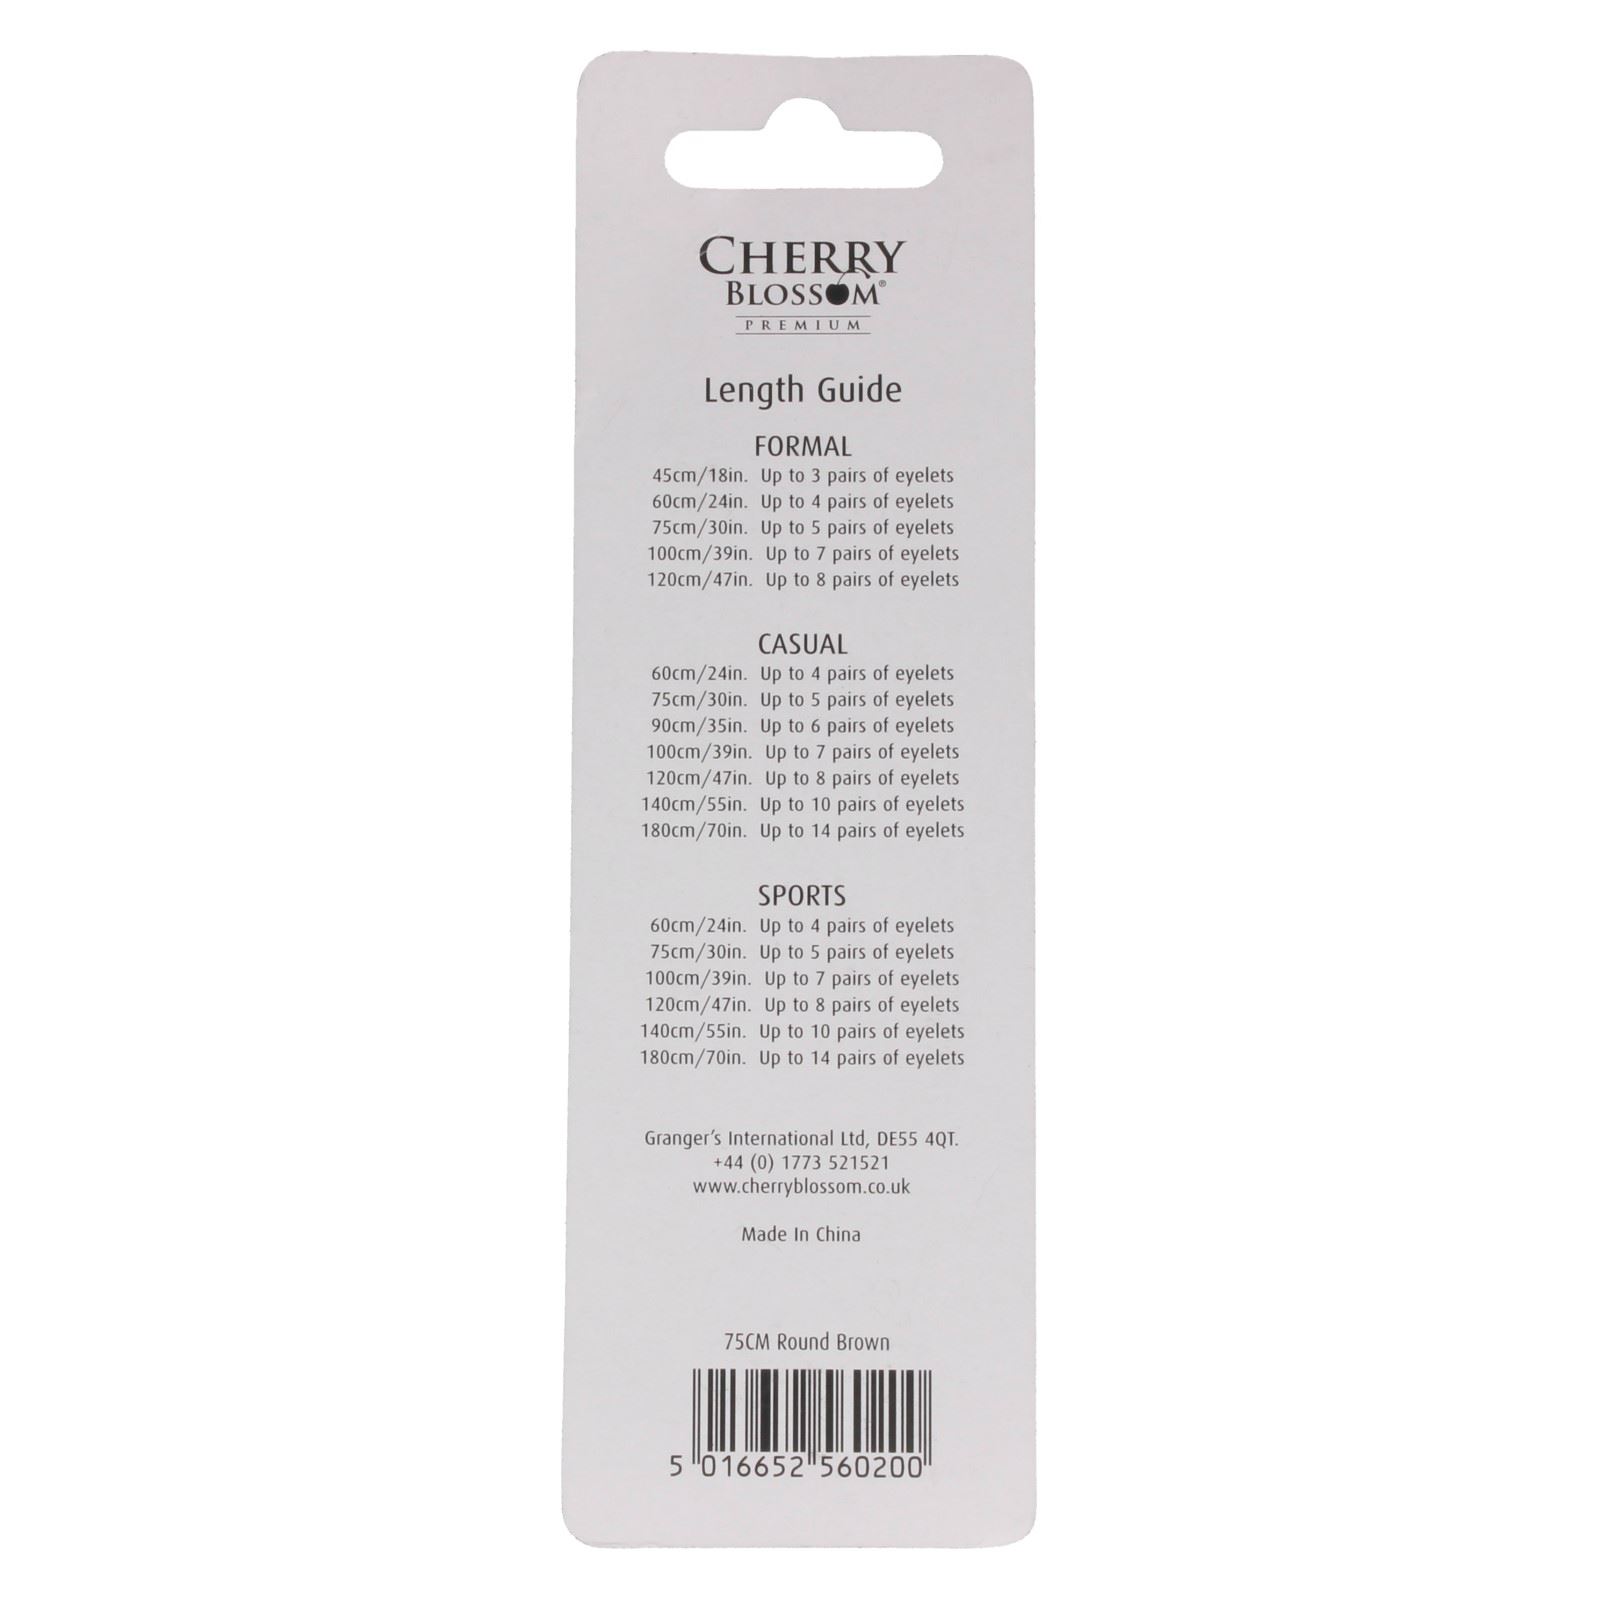 CHERRY
BLOSSOM®
PREMIUM
Length Guide
FORMAL
45cm/18in. Up to 3 pairs of eyelets
60cm/24in. Up to 4 pairs of eyelets
75cm/30in. Up to 5 pairs of eyelets
100cm/39in. Up to 7 pairs of eyelets
120cm/47in. Up to 8 pairs of eyelets
CASUAL
60cm/24in. Up to 4 pairs of eyelets
75cm/30in. Up to 5 pairs of eyelets
90cm/35in. Up to 6 pairs of eyelets
100cm/39in. Up to 7 pairs of eyelets
120cm/47in. Up to 8 pairs of eyelets
140cm/55in. Up to 10 pairs of eyelets
180cm/70in. Up to 14 pairs of eyelets
SPORTS
60cm/24in. Up to 4 pairs of eyelets
75cm/30in. Up to 5 pairs of eyelets
100cm/39in. Up to 7 pairs of eyelets
120cm/47in. Up to 8 pairs of eyelets
140cm/55in. Up to 10 pairs of eyelets
180cm/70in. Up to 14 pairs of eyelets
Granger's International Ltd, DE55 4QT.
+44 (0) 1773 521521
www.cherryblossom.co.uk
Made In China
75CM Round Brown
5 016652 560200